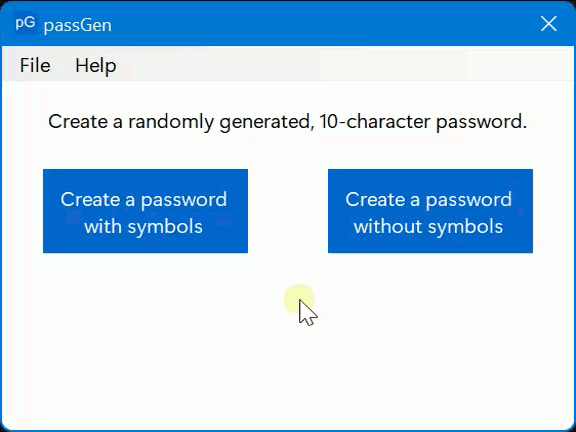 pG passGen
File Help
Create a randomly generated, 10-character password.
Create a password
with symbols
Create a password
without symbols